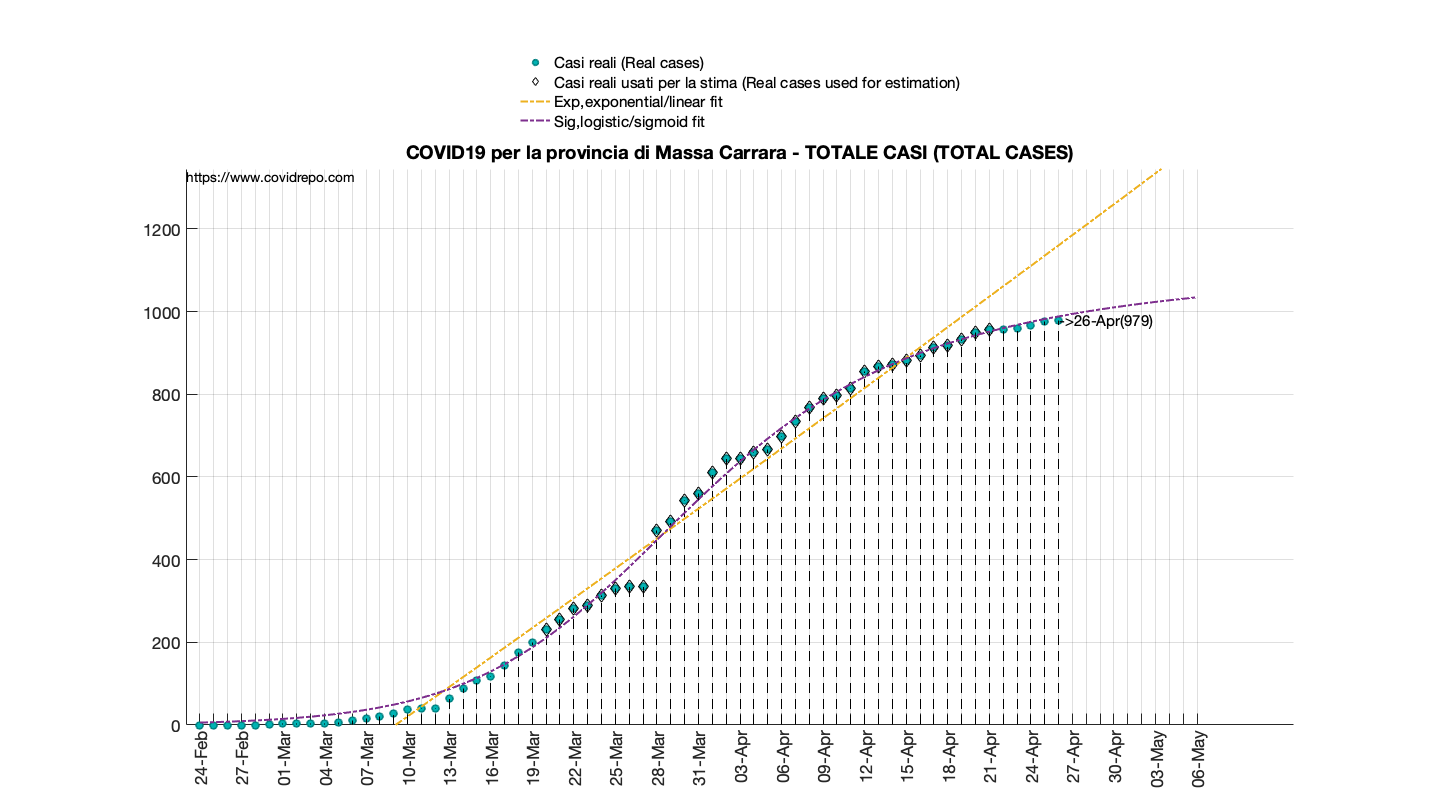 Casi reali (Real cases)
Casi reali usati per la stima (Real cases used for estimation)
Exp,exponential/linear fit
Sig,logistic/sigmoid fit
COVID19 per la provincia di Massa Carrara - TOTALE CASI (TOTAL CASES)
https://www.covidrepo.com
1200
1000
>26-Apr(979)
800
600
400
200
0
24-Feb
27-Feb
01-Mar
04-Mar
07-Mar
10-Mar
13-Mar
16-Mar
19-Mar
22-Mar
25-Mar
28-Mar
31-Mar
03-Apr
06-Apr
09-Apr
12-Apr
15-Apr
18-Apr
21-Apr
24-Apr
27-Apr
30-Apr
03-May
06-May